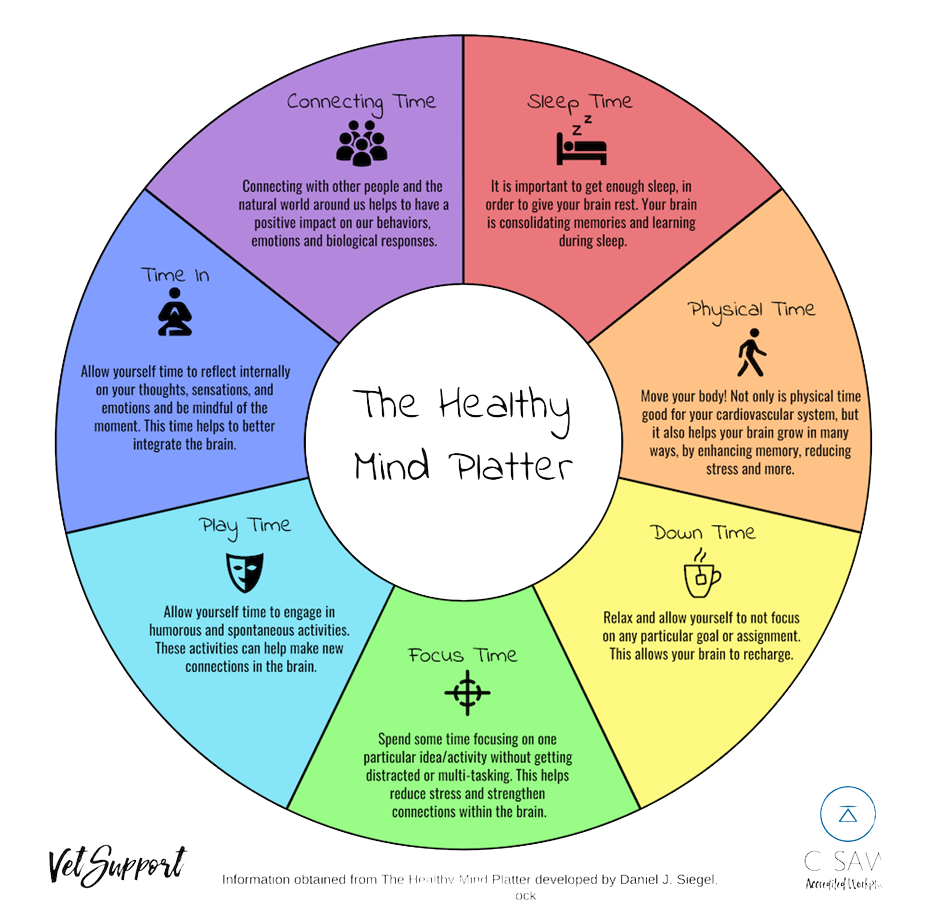 Connecting Time
Connecting with other people and the
natural world around us helps to have a
positive impact on our behaviors,
emotions and biological responses.
Sleep Time
z z
It is important to get enough sleep, in
order to give your brain rest. Your brain
is consolidating memories and learning
during sleep.
Time In
Allow yourself time to reflect internally
on your thoughts, sensations, and
emotions and be mindful of the
moment. This time helps to better
integrate the brain.
Physical Time
Move your body! Not only is physical time
good for your cardiovascular system, but
it also helps your brain grow in many
ways, by enhancing memory, reducing
stress and more.
The Healthy
Mind Platter
Play Time
Allow yourself time to engage in
humorous and spontaneous activities.
These activities can help make new
connections in the brain.
Down Time
Relax and allow yourself to not focus
on any particular goal or assignment.
This allows your brain to recharge.
Focus Time
Spend some time focusing on one
particular idea/activity without getting
distracted or multi-tasking. This helps
reduce stress and strengthen
connections within the brain.
VetSupport
Information obtained from The Healthy Mind Platter developed by Daniel J. Siegel.
ock
C SAV
Accredited